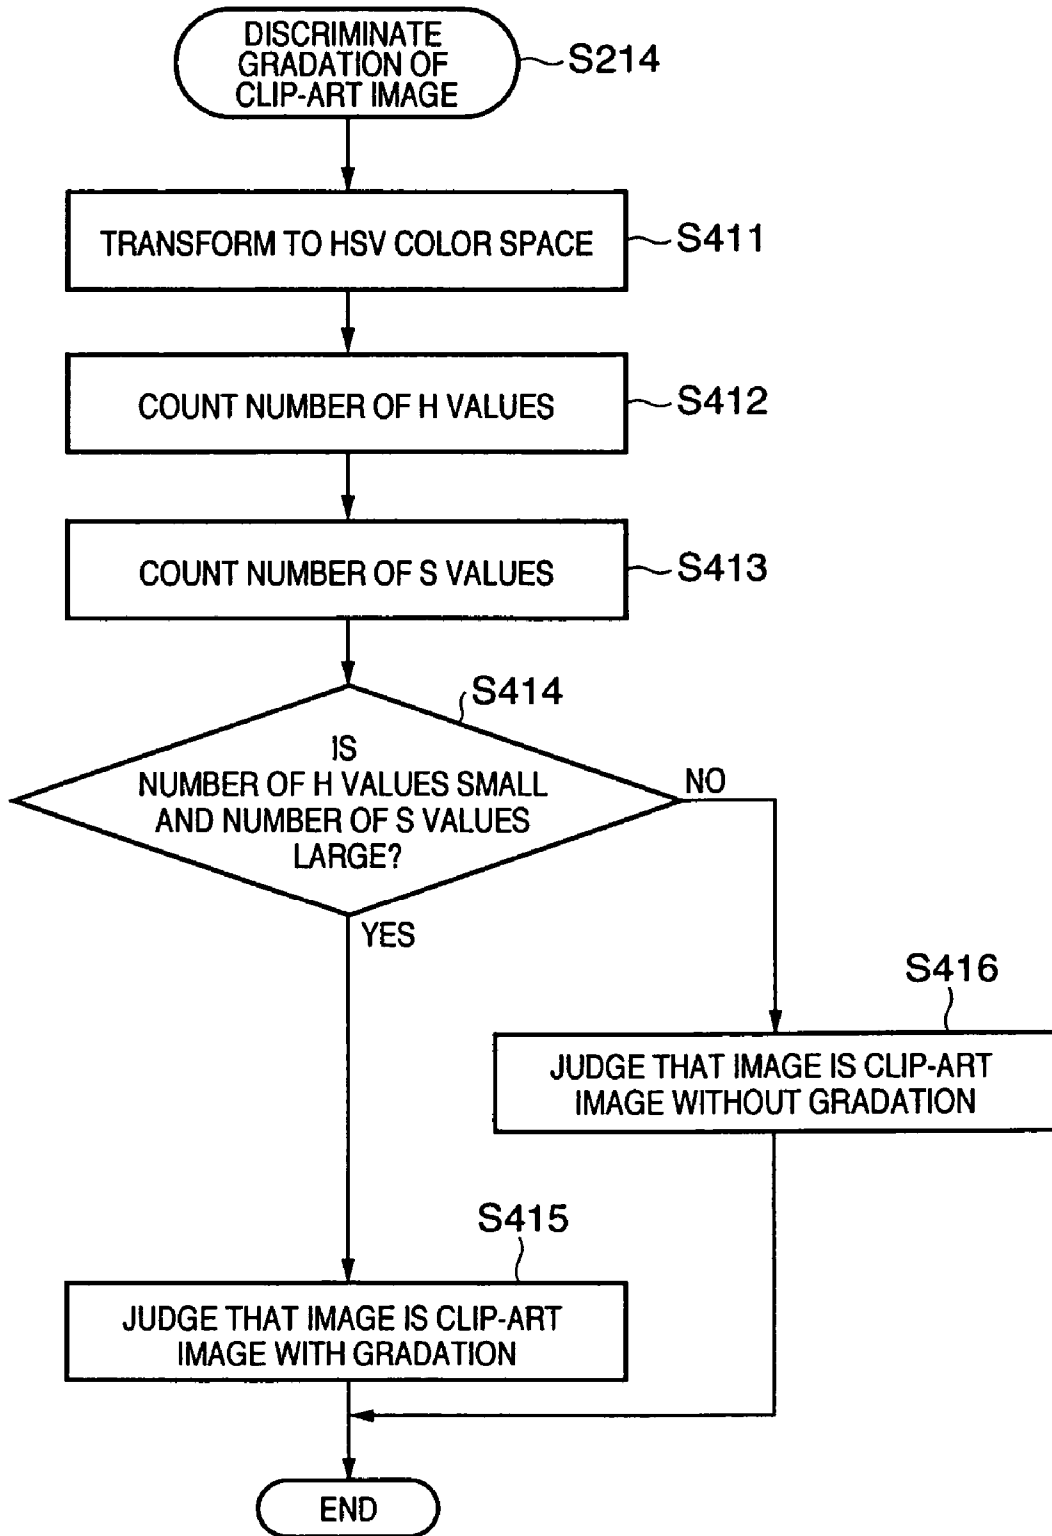 DISCRIMINATE
GRADATION OF
CLIP-ART IMAGE
S214
TRANSFORM TO HSV COLOR SPACE
S411
COUNT NUMBER OF H VALUES
S412
COUNT NUMBER OF S VALUES
S413
S414
IS
NUMBER OF H VALUES SMALL
AND NUMBER OF S VALUES
LARGE?
NO
YES
S416
JUDGE THAT IMAGE IS CLIP-ART
IMAGE WITHOUT GRADATION
S415
JUDGE THAT IMAGE IS CLIP-ART
IMAGE WITH GRADATION
END